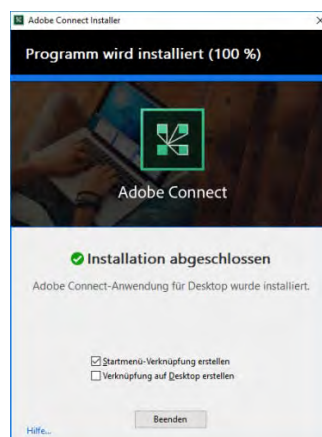 Adobe Connect Installer
Programm wird installiert (100 %)
Adobe Connect
Installation abgeschlossen
Adobe Connect-Anwendung für Desktop wurde installiert.
Startmenü-Verknüpfung erstellen
Verknüpfung auf Desktop erstellen
Beenden
Hilfe...